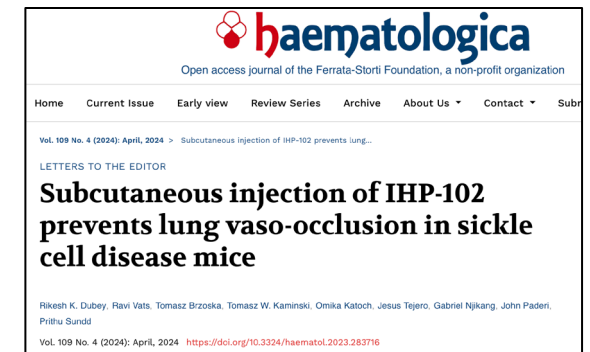 haematologica
Open access journal of the Ferrata-Storti Foundation, a non-profit organization
Home Current Issue Early view Review Series Archive About Us Contact Subr
Vol. 109 No. 4 (2024): April, 2024 > Subcutaneous injection of IHP-102 prevents lung...
LETTERS TO THE EDITOR
Subcutaneous injection of IHP-102
prevents lung vaso-occlusion in sickle
cell disease mice
Rikesh K. Dubey, Ravi Vats, Tomasz Brzoska, Tomasz W. Kaminski, Omika Katoch, Jesus Tejero, Gabriel Njikang, John Paderi,
Prithu Sundd
Vol. 109 No. 4 (2024): April, 2024 https://doi.org/10.3324/haematol.2023.283716